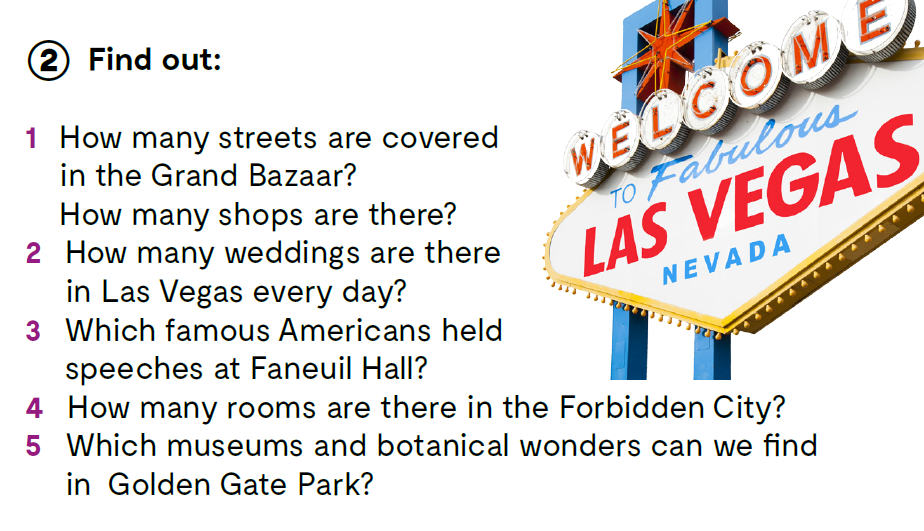 2 Find out:
1 How many streets are covered
in the Grand Bazaar?
How many shops are there?
2 How many weddings are there
in Las Vegas every day?
3 Which famous Americans held
speeches at Faneuil Hall?
4 How many rooms are there in the Forbidden City?
5 Which museums and botanical wonders can we find
in Golden Gate Park?
WELCOME
TO Fabulous
LAS VEGAS
NEVADA